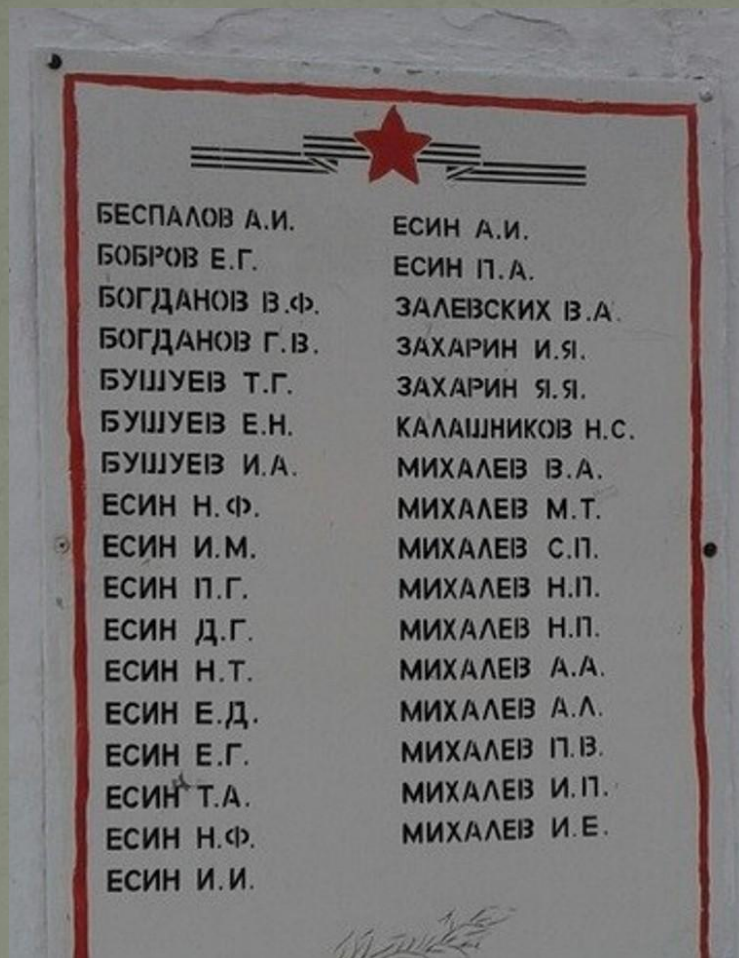 БЕСПАЛОВ А.И.
БОБРОВ Е.Г.
БОГДАНОВ В.Ф.
БОГДАНОВ Г.В.
БУШУЕВ Т.Г.
БУШУЕВ Е.Н.
БУШУЕВ И.А.
ЕСИН Н.Ф.
ЕСИН И.М.
ЕСИН П.Г.
ЕСИН Д.Г.
ЕСИН Н.Т.
ЕСИН Е.Д.
ЕСИН Е.Г.
ЕСИН Т.А.
ЕСИН Н.Ф.
ЕСИН И.И.
ЕСИН А.И.
ЕСИН П.А.
ЗАЛЕВСКИХ В.А.
ЗАХАРИН И.Я.
ЗАХАРИН Я.Я.
КАЛАШНИКОВ Н.С.
МИХАЛЕВ В.А.
МИХАЛЕВ М.Т.
МИХАЛЕВ С.П.
МИХАЛЕВ Н.П.
МИХАЛЕВ Н.П.
МИХАЛЕВ А.А.
МИХАЛЕВ А.Л.
МИХАЛЕВ П.В.
МИХАЛЕВ И.П.
МИХАЛЕВ И.Е.